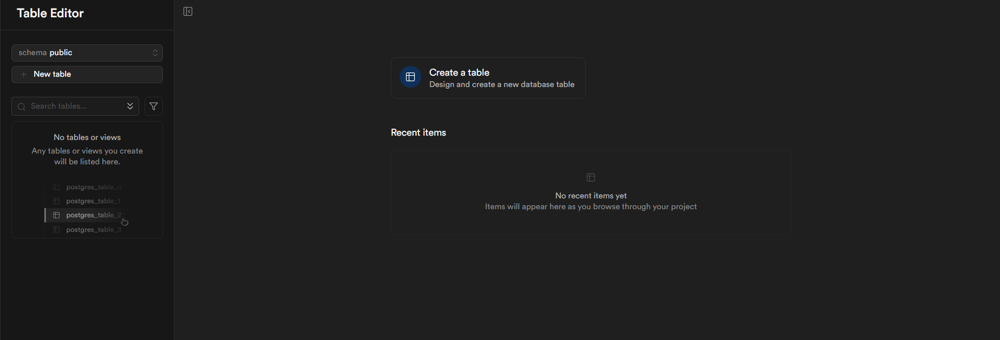 Table Editor
schema public
New table
Search tables...
No tables or views
Any tables or views you create
will be listed here.
postgres_table_0
postgres_table_1
postgres_table_2
postgres_table_3
Create a table
Design and create a new database table
Recent items
No recent items yet
Items will appear here as you browse through your project